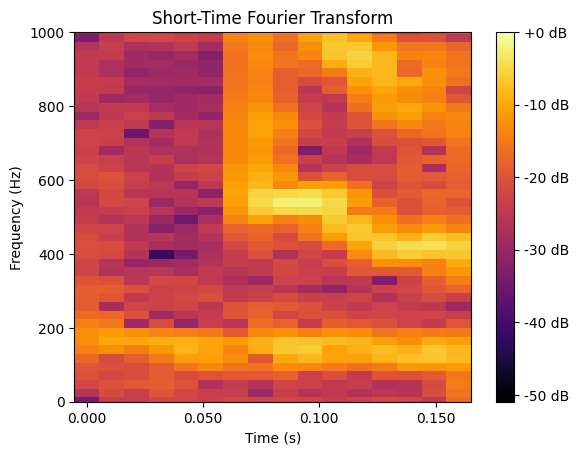 Short-Time Fourier Transform
Frequency (Hz)
1000
800
600
400
200
0
0.000
0.050
0.100
0.150
Time (s)
+0 dB
-10 dB
-20 dB
-30 dB
-40 dB
-50 dB